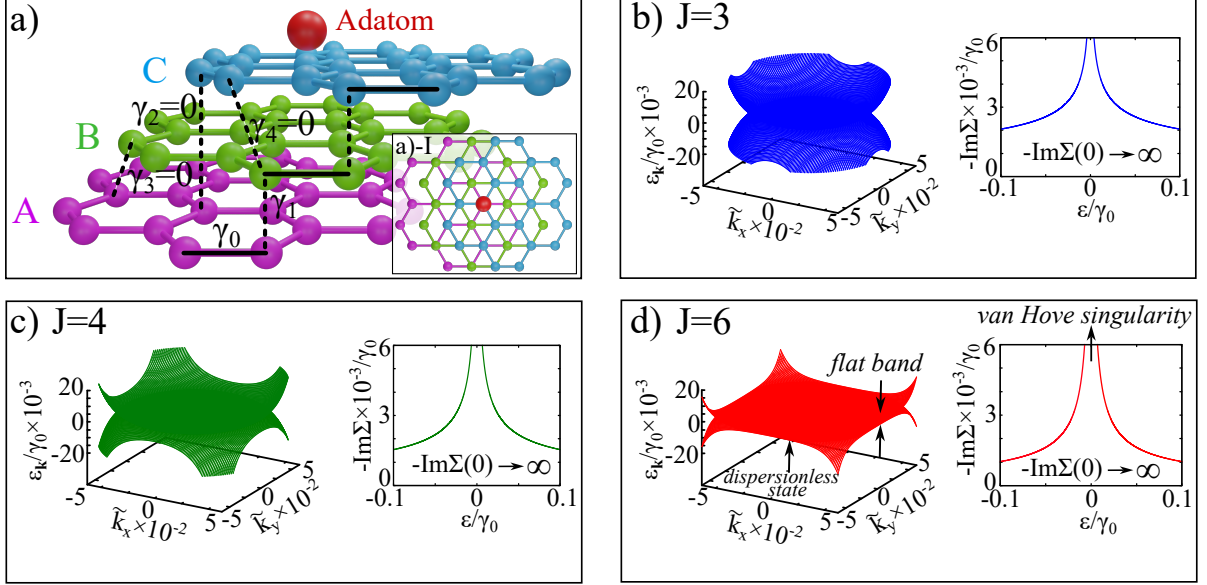 a)
Adatom
C
γ₂=0
γ₄=0
B
γ₃=0
γ₁
A
γ₀
a)-I
b) J=3
εₖ/γ₀×10⁻³
20
0
-20
-5
0
5
k̃ₓ×10⁻²
-5
0
5
k̃ᵧ×10⁻²
-ImΣ×10⁻³/γ₀
6
3
0
-ImΣ(0)→∞
-0.1
0
0.1
ε/γ₀
c) J=4
εₖ/γ₀×10⁻³
20
0
-20
-5
0
5
k̃ₓ×10⁻²
-5
0
5
k̃ᵧ×10⁻²
-ImΣ×10⁻³/γ₀
6
3
0
-ImΣ(0)→∞
-0.1
0
0.1
ε/γ₀
d) J=6
van Hove singularity
flat band
εₖ/γ₀×10⁻³
20
0
-20
dispersionless
state
-5
0
5
k̃ₓ×10⁻²
-5
0
5
k̃ᵧ×10⁻²
-ImΣ×10⁻³/γ₀
6
3
0
-ImΣ(0)→∞
-0.1
0
0.1
ε/γ₀